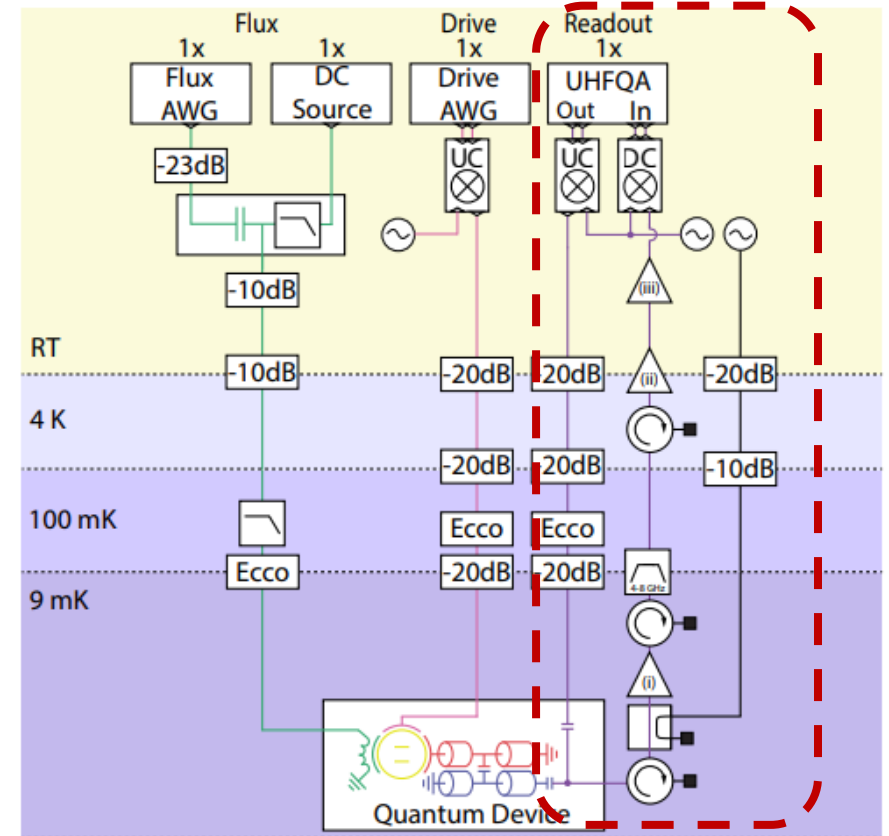 Flux Drive Readout
1x 1x 1x 1x
Flux AWG
DC Source
Drive AWG
UHFQA
Out In
-23dB
UC UC DC
-10dB
(iii)
RT
-10dB -20dB -20dB (ii) -20dB
4 K
-20dB -20dB -10dB
100 mK
Ecco Ecco
Ecco -20dB -20dB 4-8 GHz
9 mK
(i)
Quantum Device